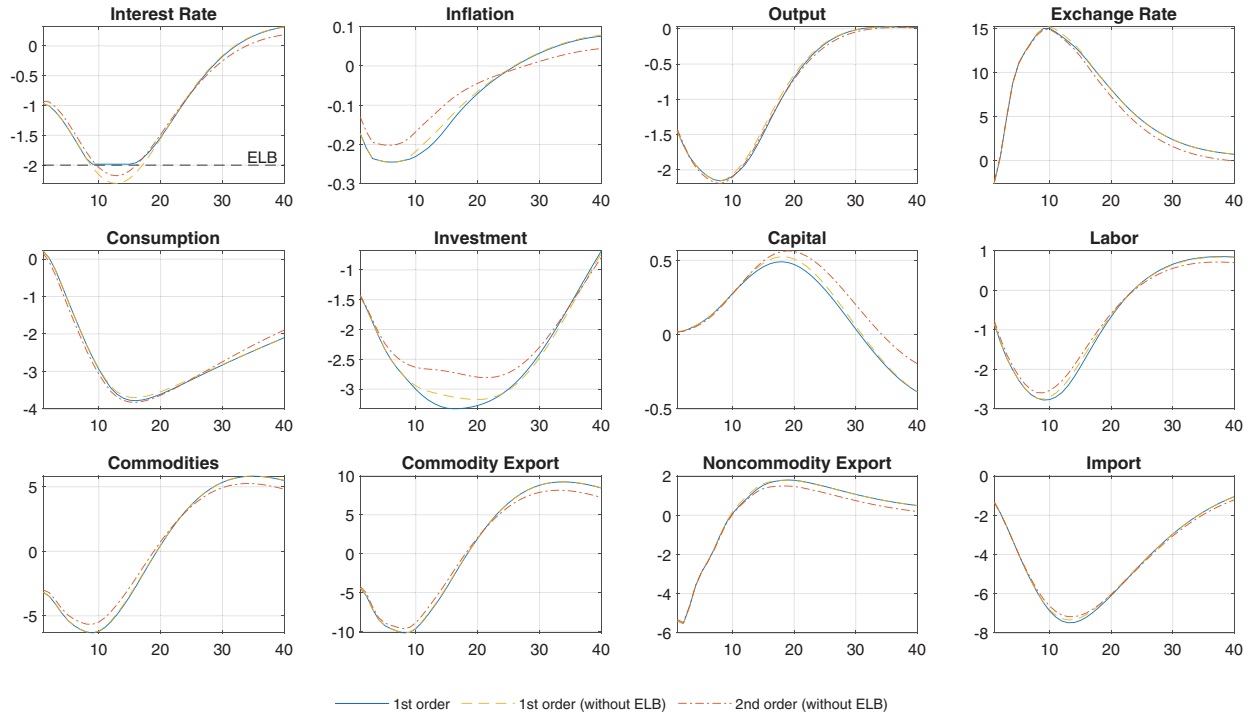 Interest Rate
Inflation
Output
Exchange Rate
0
-1
-2
ELB
10 20 30 40
0.1
0
-0.1
-0.2
-0.3
10 20 30 40
0
-0.5
-1
-1.5
-2
10 20 30 40
15
10
5
0
10 20 30 40
Consumption
Investment
Capital
Labor
0
-1
-2
-3
-4
10 20 30 40
-1
-1.5
-2
-2.5
-3
10 20 30 40
0.5
0
-0.5
10 20 30 40
1
0
-1
-2
-3
10 20 30 40
Commodities
Commodity Export
Noncommodity Export
Import
5
0
-5
10 20 30 40
10
5
0
-5
-10
10 20 30 40
2
0
-2
-4
-6
10 20 30 40
0
-2
-4
-6
-8
10 20 30 40
1st order 1st order (without ELB) 2nd order (without ELB)